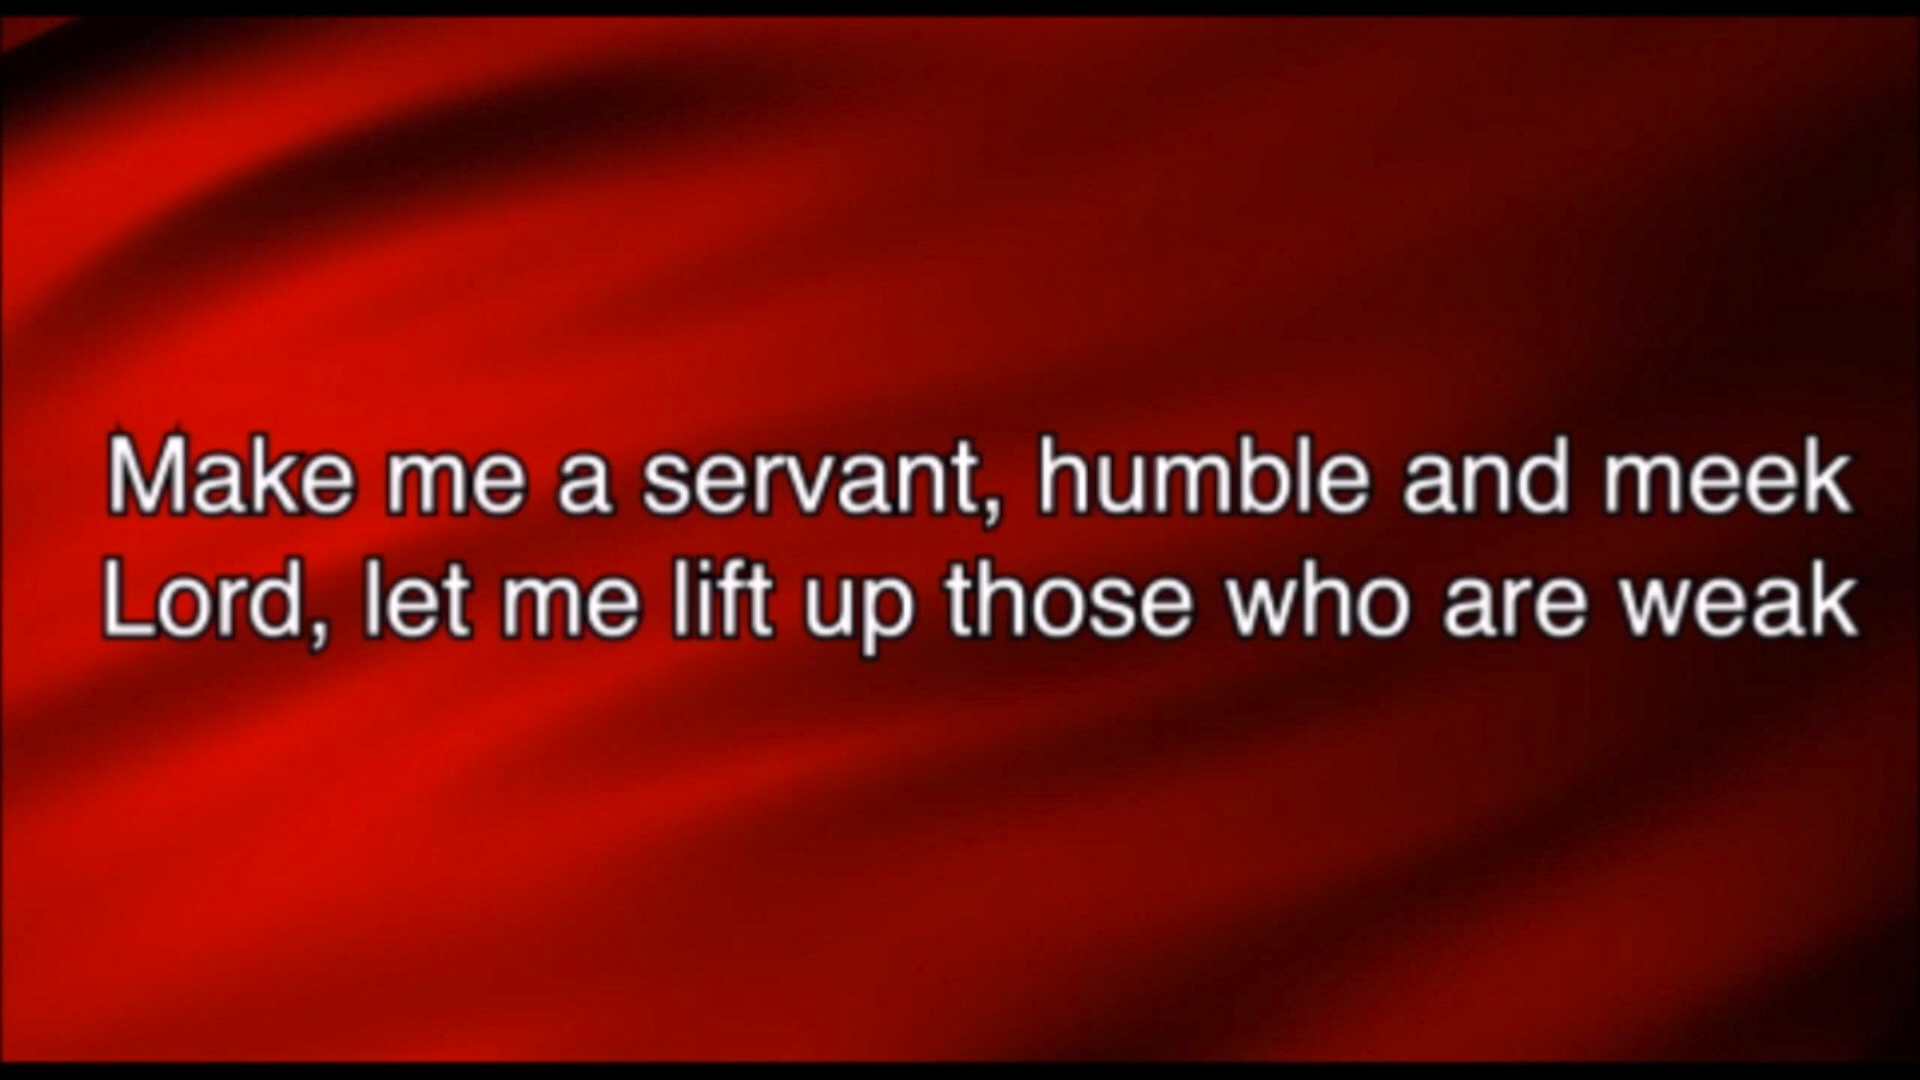 Make me a servant, humble and meek
Lord, let me lift up those who are weak